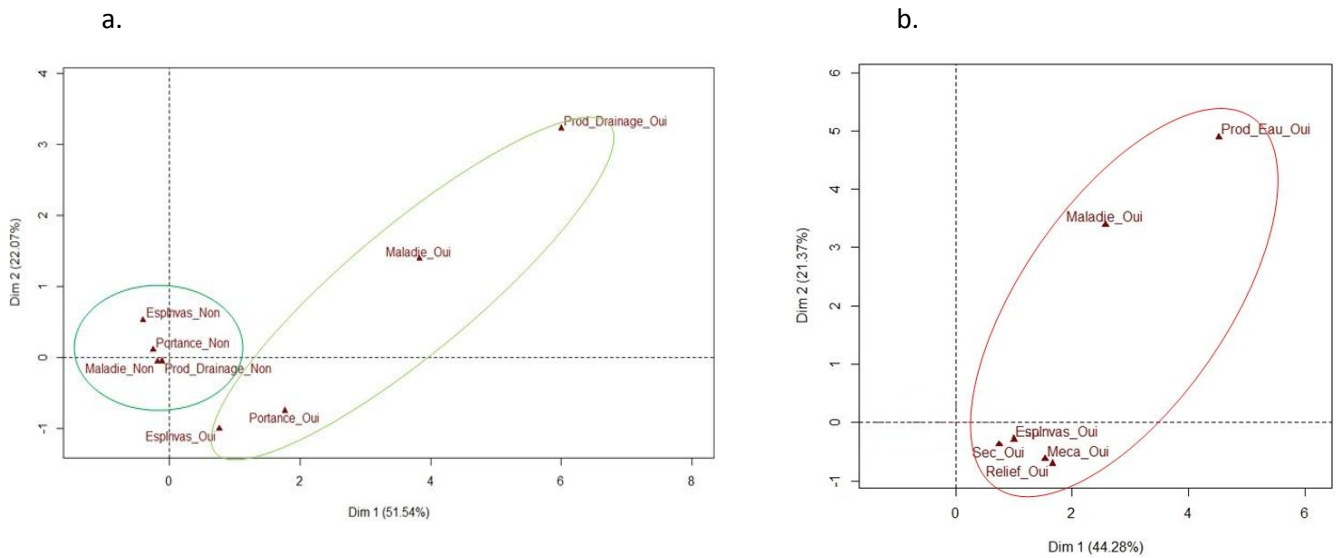 a.
b.
4
3
2
1
0
-1
Dim 2 (22.07%)
Prod_Drainage_Oui
Maladie_Oui
EspInvas_Non
Portance_Non
Maladie_Non
Prod_Drainage_Non
Portance_Oui
EspInvas_Oui
0 2 4 6 8
Dim 1 (51.54%)
6
5
4
3
2
1
0
-1
Dim 2 (21.37%)
Prod_Eau_Oui
Maladie_Oui
EspInvas_Oui
Sec_Oui
Meca_Oui
Relief_Oui
0 2 4 6
Dim 1 (44.28%)